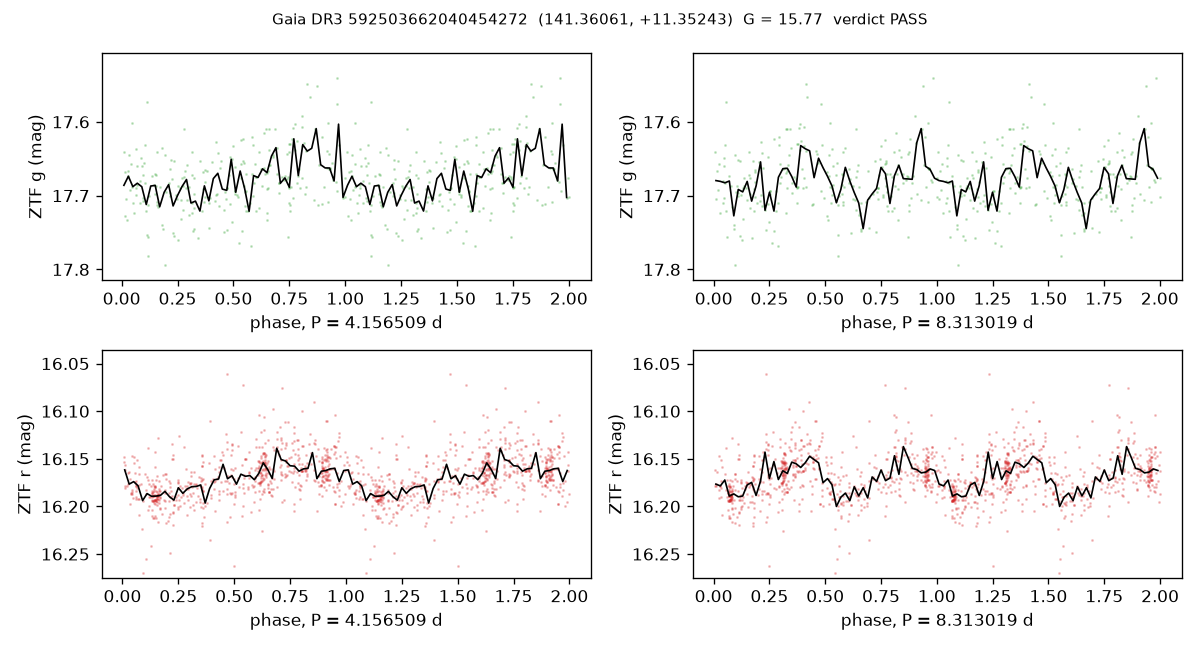 Gaia DR3 592503662040454272 (141.36061, +11.35243) G = 15.77 verdict PASS
ZTF g (mag)
17.6
17.7
17.8
0.00 0.25 0.50 0.75 1.00 1.25 1.50 1.75 2.00
phase, P = 4.156509 d
ZTF g (mag)
17.6
17.7
17.8
0.00 0.25 0.50 0.75 1.00 1.25 1.50 1.75 2.00
phase, P = 8.313019 d
ZTF r (mag)
16.05
16.10
16.15
16.20
16.25
0.00 0.25 0.50 0.75 1.00 1.25 1.50 1.75 2.00
phase, P = 4.156509 d
ZTF r (mag)
16.05
16.10
16.15
16.20
16.25
0.00 0.25 0.50 0.75 1.00 1.25 1.50 1.75 2.00
phase, P = 8.313019 d